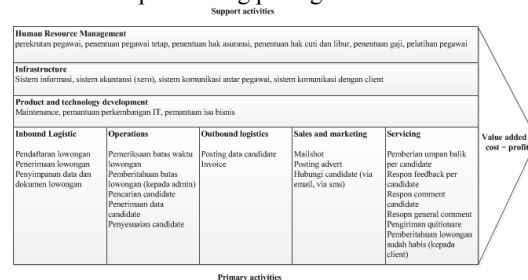 Support activities
Human Resource Management
perekrutan pegawai, penentuan pegawai tetap, penentuan hak asuransi, penentuan hak cuti dan libur, penentuan gaji, pelatihan pegawai
Infrastructure
Sistem informasi, sistem akuntansi (xero), sistem komunikasi antar pegawai, sistem komunikasi dengan client
Product and technology development
Maintenance, pemantuan perkembangan IT, pemantuan isu bisnis
Inbound Logistic
Pendaftaran lowongan
Penerimaan lowongan
Penyimpanan data dan
dokumen lowongan
Operations
Pemeriksaan batas waktu
lowongan
Pemberitahuan batas
lowongan (kepada admin)
Pencarian candidate
Penerimaan data
candidate
Penyesuaian candidate
Outbound logistics
Posting data candidate
Invoice
Sales and marketing
Mailshot
Posting advert
Hubungi candidate (via
email, via sms)
Servicing
Pemberian umpan balik
per candidate
Respon feedback per
candidate
Respon comment
candidate
Resopn general comment
Pengiriman quitionare
Pemberitahuan lowongan
sudah habis (kepada
client)
Value added
cost = profit
Primary activities